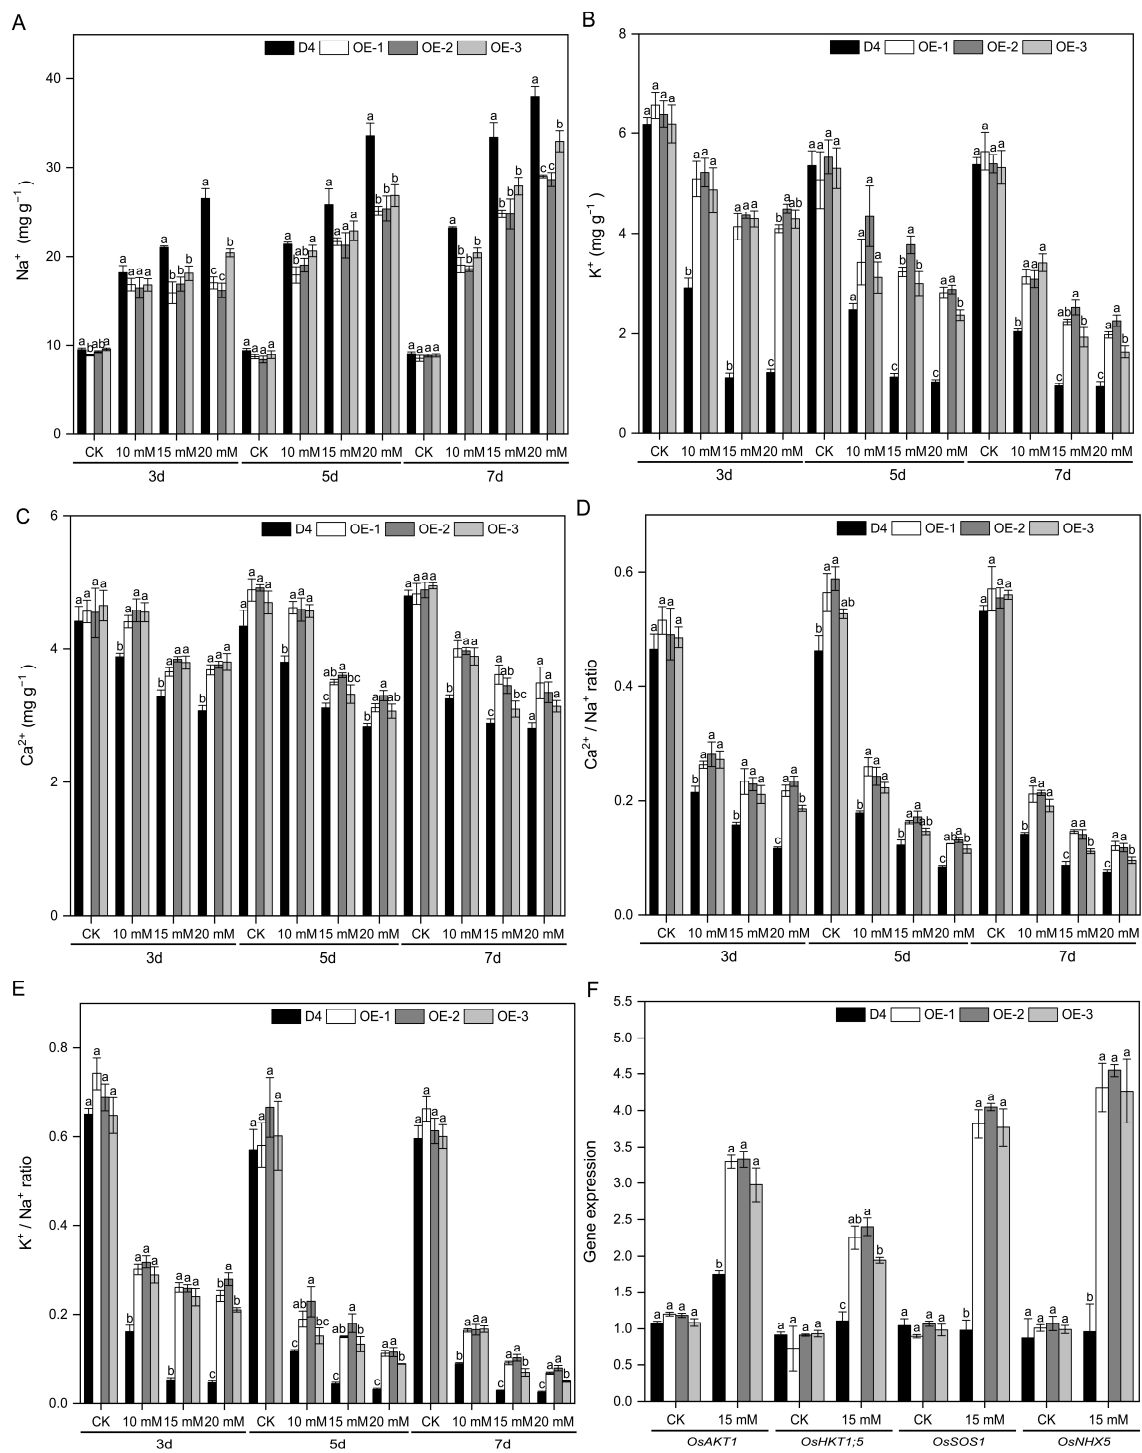 A
D4 OE-1 OE-2 OE-3
Na⁺ (mg g⁻¹)
40
30
20
10
0
CK 10 mM 15 mM 20 mM CK 10 mM 15 mM 20 mM CK 10 mM 15 mM 20 mM
3d 5d 7d
B
D4 OE-1 OE-2 OE-3
K⁺ (mg g⁻¹)
8
6
4
2
0
CK 10 mM 15 mM 20 mM CK 10 mM 15 mM 20 mM CK 10 mM 15 mM 20 mM
3d 5d 7d
C
D4 OE-1 OE-2 OE-3
Ca²⁺ (mg g⁻¹)
6
4
2
0
CK 10 mM 15 mM 20 mM CK 10 mM 15 mM 20 mM CK 10 mM 15 mM 20 mM
3d 5d 7d
D
D4 OE-1 OE-2 OE-3
Ca²⁺ / Na⁺ ratio
0.6
0.4
0.2
0.0
CK 10 mM 15 mM 20 mM CK 10 mM 15 mM 20 mM CK 10 mM 15 mM 20 mM
3d 5d 7d
E
D4 OE-1 OE-2 OE-3
K⁺ / Na⁺ ratio
0.8
0.6
0.4
0.2
0.0
CK 10 mM 15 mM 20 mM CK 10 mM 15 mM 20 mM CK 10 mM 15 mM 20 mM
3d 5d 7d
F
D4 OE-1 OE-2 OE-3
Gene expression
5.5
5.0
4.5
4.0
3.5
3.0
2.5
2.0
1.5
1.0
0.5
0.0
CK 15 mM CK 15 mM CK 15 mM CK 15 mM
OsAKT1 OsHKT1;5 OsSOS1 OsNHX5